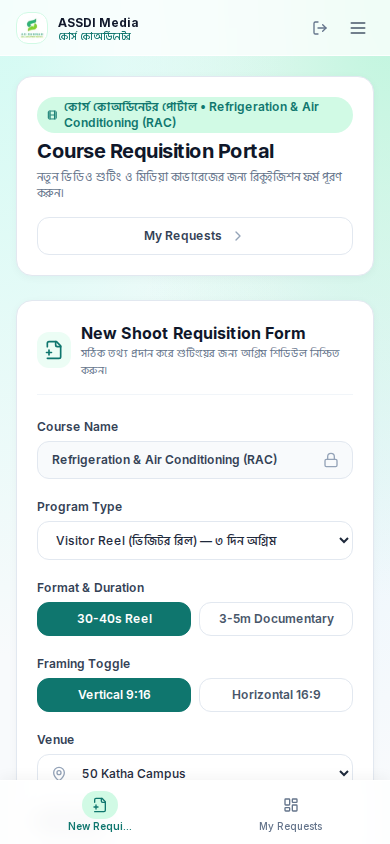 ASSDI Media
কোর্স কোঅর্ডিনেটর
কোর্স কোঅর্ডিনেটর পোর্টাল • Refrigeration & Air
Conditioning (RAC)
Course Requisition Portal
নতুন ভিডিও শুটিং ও মিডিয়া কাভারেজের জন্য রিকুইজিশন ফর্ম পূরণ
করুন।
My Requests
New Shoot Requisition Form
সঠিক তথ্য প্রদান করে শুটিংয়ের জন্য অগ্রিম শিডিউল নিশ্চিত
করুন।
Course Name
Refrigeration & Air Conditioning (RAC)
Program Type
Visitor Reel (ভিজিটর রিল) — ৩ দিন অগ্রিম
Format & Duration
30-40s Reel
3-5m Documentary
Framing Toggle
Vertical 9:16
Horizontal 16:9
Venue
50 Katha Campus
New Requi...
My Requests